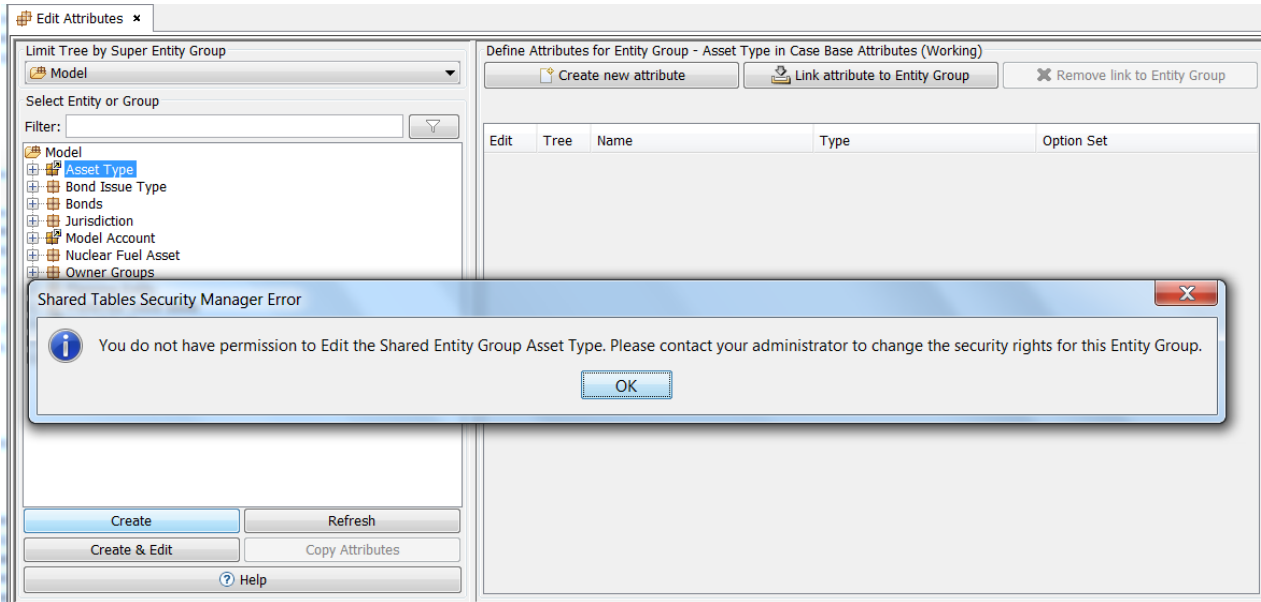 Edit Attributes
Limit Tree by Super Entity Group
Model
Select Entity or Group
Filter:
Model
Asset Type
Bond Issue Type
Bonds
Jurisdiction
Model Account
Nuclear Fuel Asset
Owner Groups
Define Attributes for Entity Group - Asset Type in Case Base Attributes (Working)
Create new attribute
Link attribute to Entity Group
Remove link to Entity Group
Edit Tree Name Type Option Set
Shared Tables Security Manager Error
You do not have permission to Edit the Shared Entity Group Asset Type. Please contact your administrator to change the security rights for this Entity Group.
OK
Create
Refresh
Create & Edit
Copy Attributes
Help